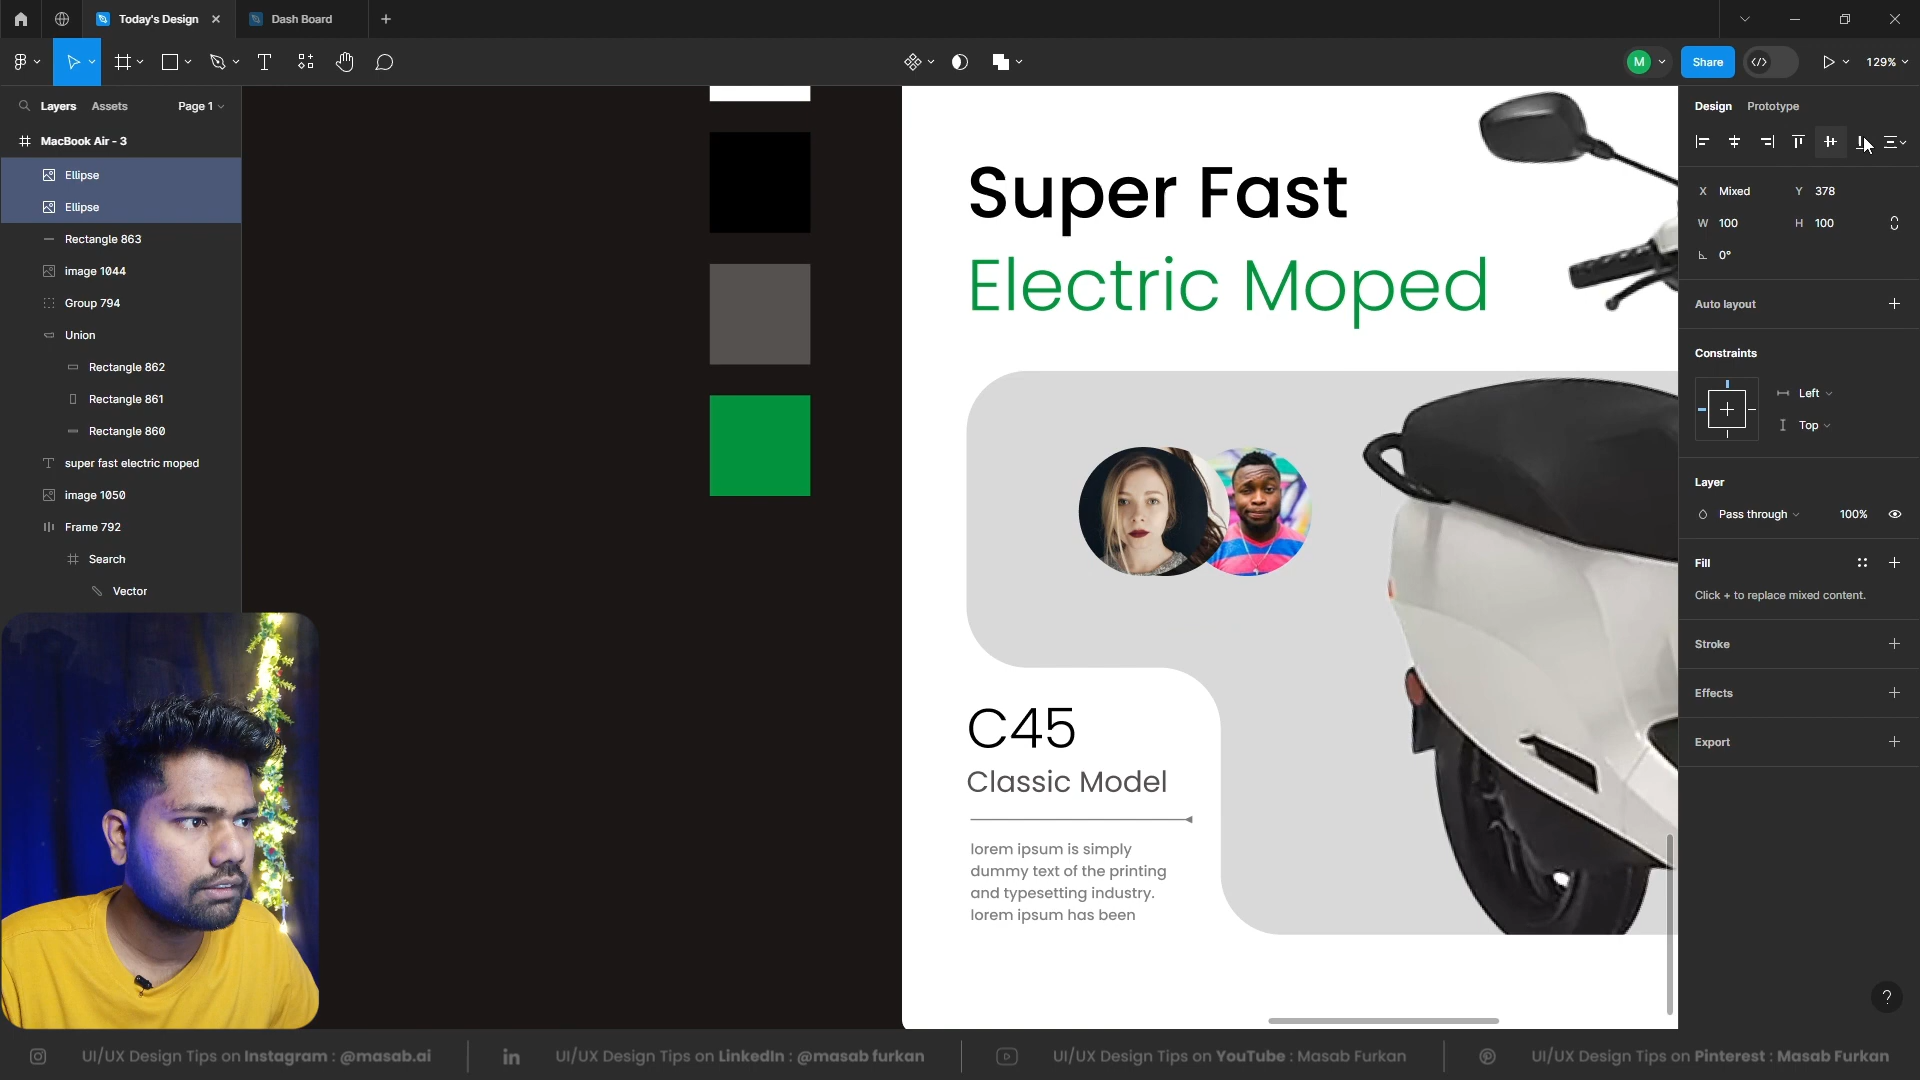 Today's Design
Dash Board
M
Share
129%
Layers
Assets
Page 1
Design
Prototype
MacBook Air - 3
Ellipse
Ellipse
Rectangle 863
image 1044
Group 794
Union
Rectangle 862
Rectangle 861
Rectangle 860
super fast electric moped
image 1050
Frame 792
Search
Vector
Super Fast
Electric Moped
C45
Classic Model
lorem ipsum is simply
dummy text of the printing
and typesetting industry.
lorem ipsum has been
X Mixed
Y 378
W 100
H 100
0°
Auto layout
Constraints
Left
Top
Layer
Pass through
100%
Fill
Click + to replace mixed content.
Stroke
Effects
Export
?
UI/UX Design Tips on Instagram : @masab.ai
UI/UX Design Tips on LinkedIn : @masab furkan
UI/UX Design Tips on YouTube : Masab Furkan
UI/UX Design Tips on Pinterest : Masab Furkan